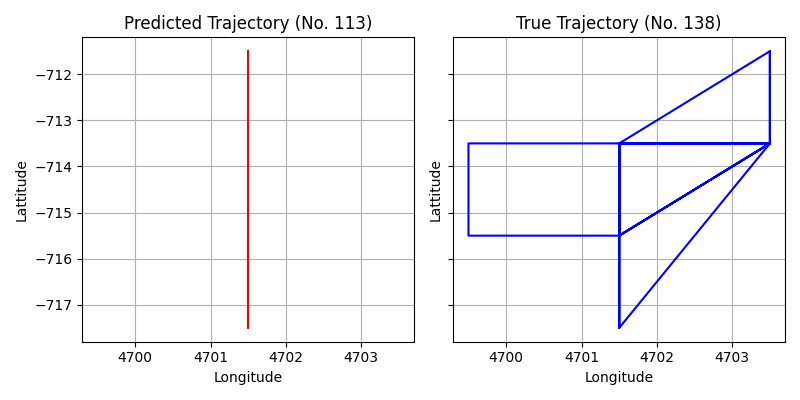 Predicted Trajectory (No. 113)
True Trajectory (No. 138)
−712
−713
−714
−715
−716
−717
Lattitude
Lattitude
4700
4701
4702
4703
4700
4701
4702
4703
Longitude
Longitude